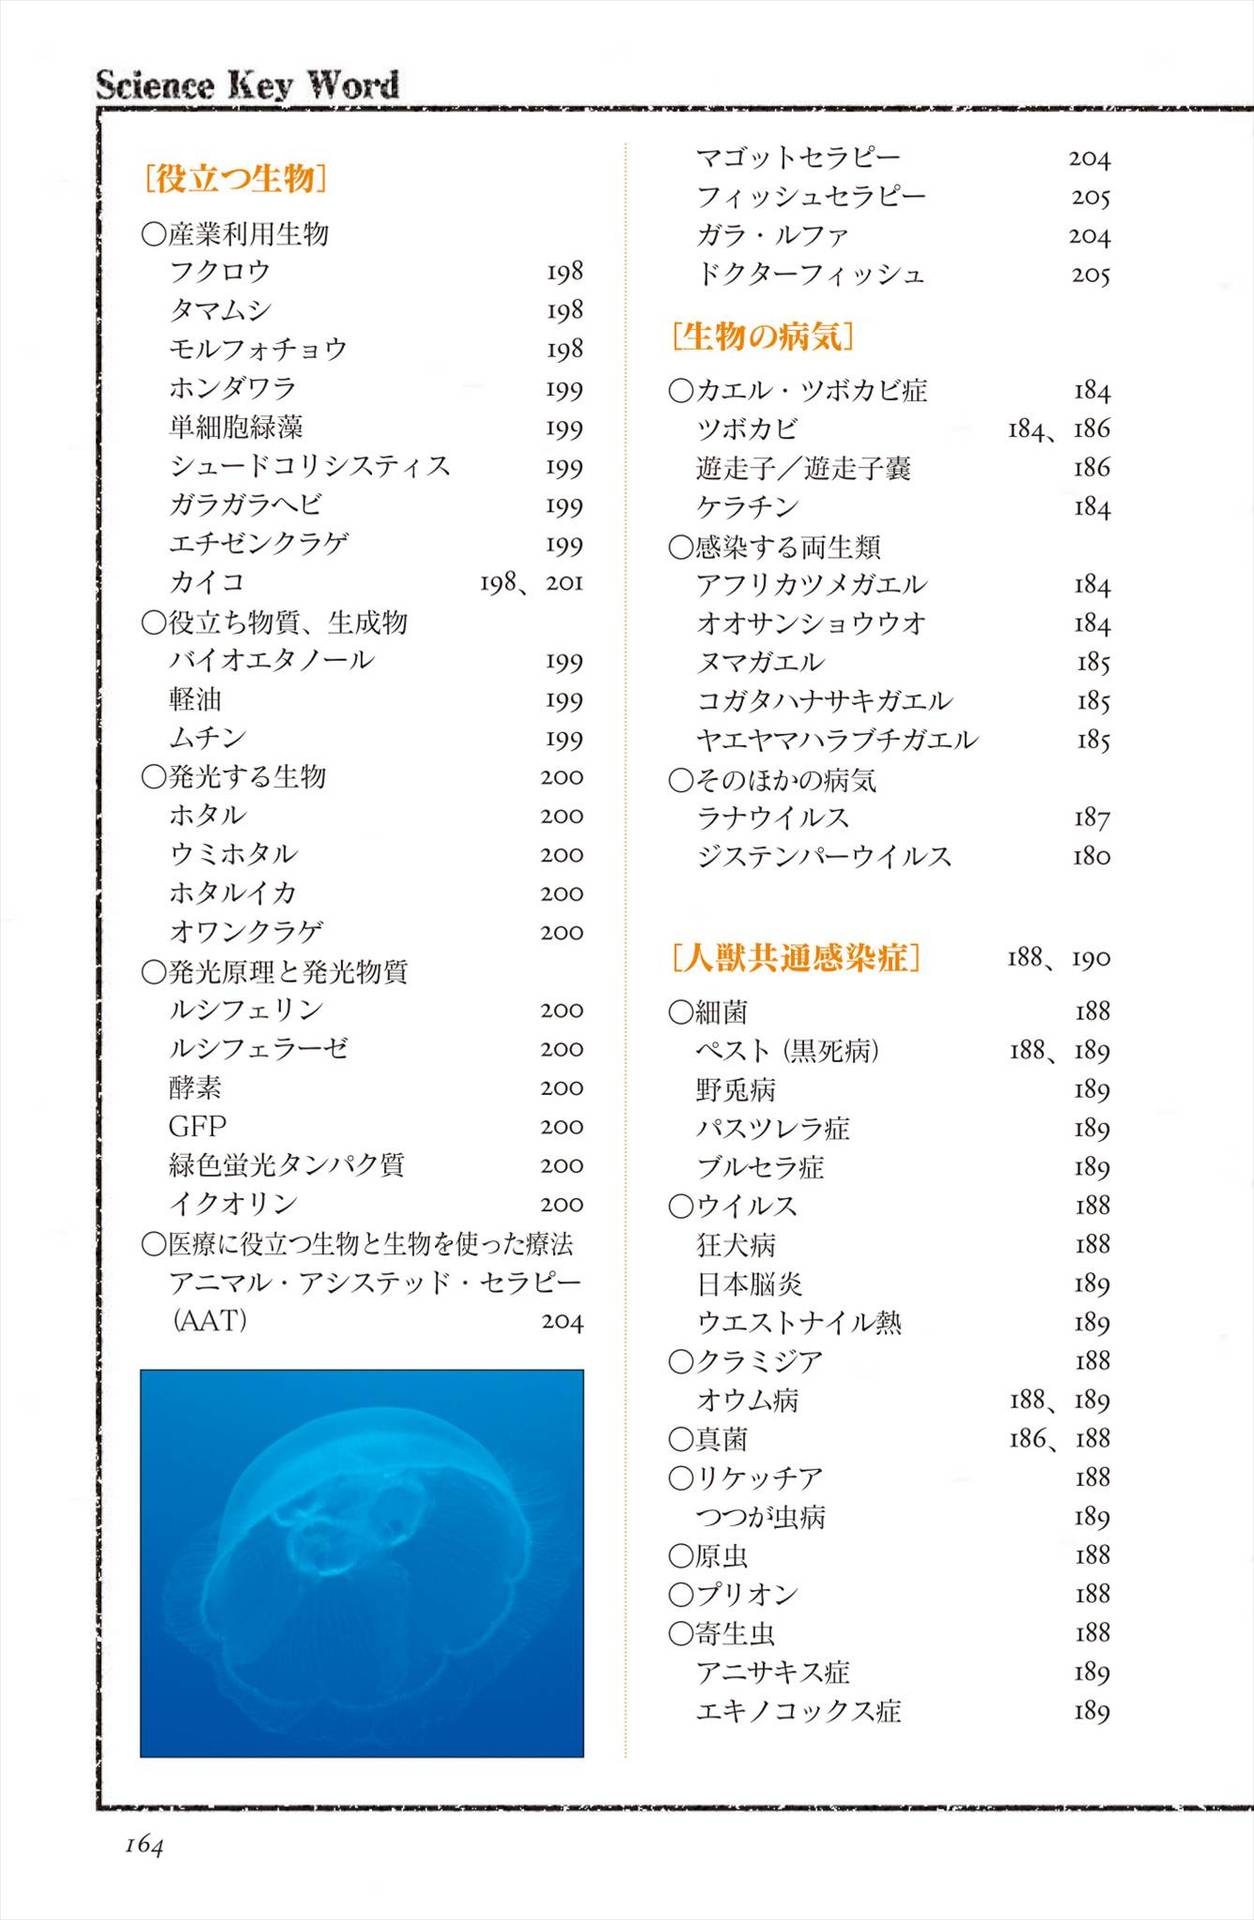 Science Key Word
[役立つ生物]
○産業利用生物
フクロウ 198
タマムシ 198
モルフォチョウ 198
ホンダワラ 199
単細胞緑藻 199
シュードコリシスティス 199
ガラガラヘビ 199
エチゼンクラゲ 199
カイコ 198、201
○役立ち物質、生成物
バイオエタノール 199
軽油 199
ムチン 199
○発光する生物 200
ホタル 200
ウミホタル 200
ホタルイカ 200
オワンクラゲ 200
○発光原理と発光物質
ルシフェリン 200
ルシフェラーゼ 200
酵素 200
GFP 200
緑色蛍光タンパク質 200
イクオリン 200
○医療に役立つ生物と生物を使った療法
アニマル・アシステッド・セラピー
(AAT) 204
マゴットセラピー 204
フィッシュセラピー 205
ガラ・ルファ 204
ドクターフィッシュ 205
[生物の病気]
○カエル・ツボカビ症 184
ツボカビ 184、186
遊走子／遊走子嚢 186
ケラチン 184
○感染する両生類
アフリカツメガエル 184
オオサンショウウオ 184
ヌマガエル 185
コガタハナサキガエル 185
ヤエヤマハラブチガエル 185
○そのほかの病気
ラナウイルス 187
ジステンパーウイルス 180
[人獣共通感染症] 188、190
○細菌 188
ペスト (黒死病) 188、189
野兎病 189
パスツレラ症 189
ブルセラ症 189
○ウイルス 188
狂犬病 188
日本脳炎 189
ウエストナイル熱 189
○クラミジア 188
オウム病 188、189
○真菌 186、188
○リケッチア 188
つつが虫病 189
○原虫 188
○プリオン 188
○寄生虫 188
アニサキス症 189
エキノコックス症 189
164